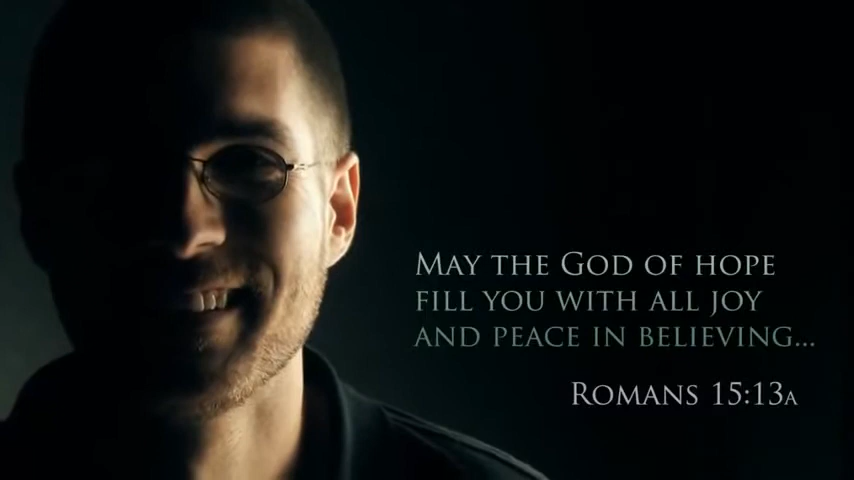 May the God of hope
fill you with all joy
and peace in believing...
Romans 15:13a